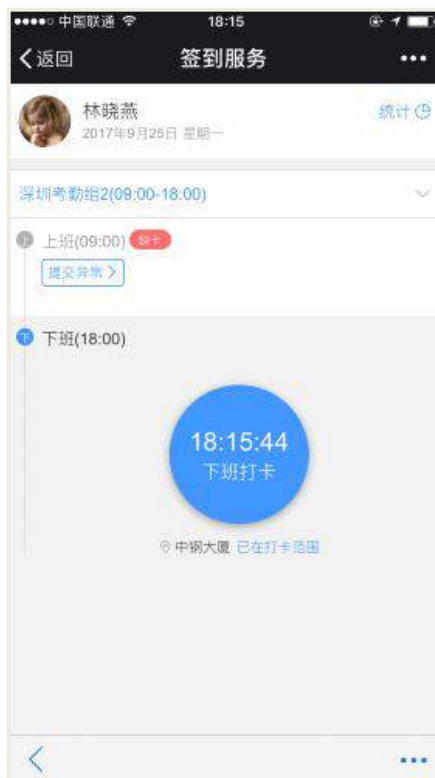 中国联通 18:15
返回 签到服务
林晓燕 统计
2017年9月25日 星期一
深圳考勤组2(09:00-18:00)
上 上班(09:00) 缺卡
提交异常
下 下班(18:00)
18:15:44
下班打卡
中钢大厦 已在打卡范围